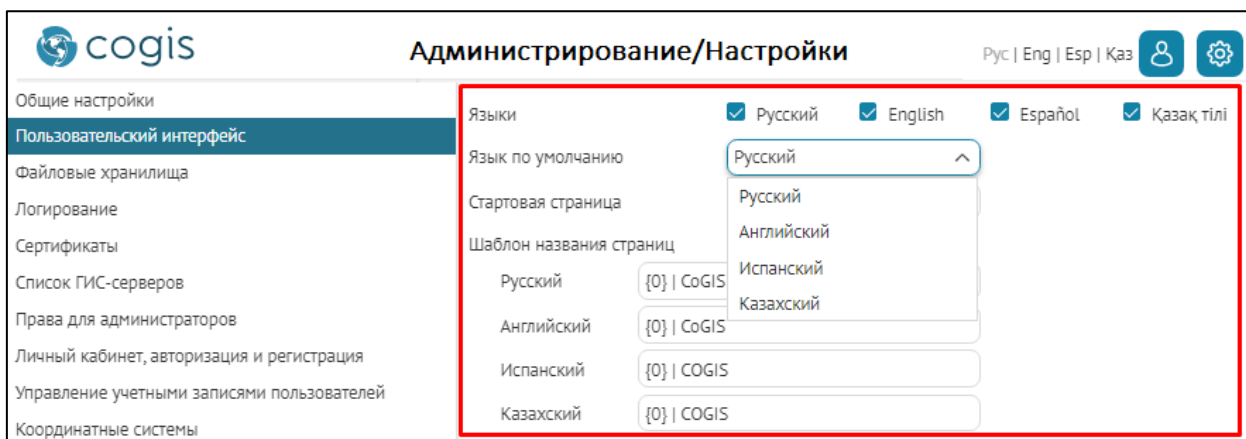 cogis
Администрирование/Настройки
Рус | Eng | Esp | Қаз
Общие настройки
Пользовательский интерфейс
Файловые хранилища
Логирование
Сертификаты
Список ГИС-серверов
Права для администраторов
Личный кабинет, авторизация и регистрация
Управление учетными записями пользователей
Координатные системы
Языки
Русский
English
Español
Қазақ тілі
Язык по умолчанию
Русский
Русский
Английский
Испанский
Казахский
Стартовая страница
Шаблон названия страниц
Русский
{0} | CoGIS
Английский
{0} | CoGIS
Испанский
{0} | COGIS
Казахский
{0} | COGIS